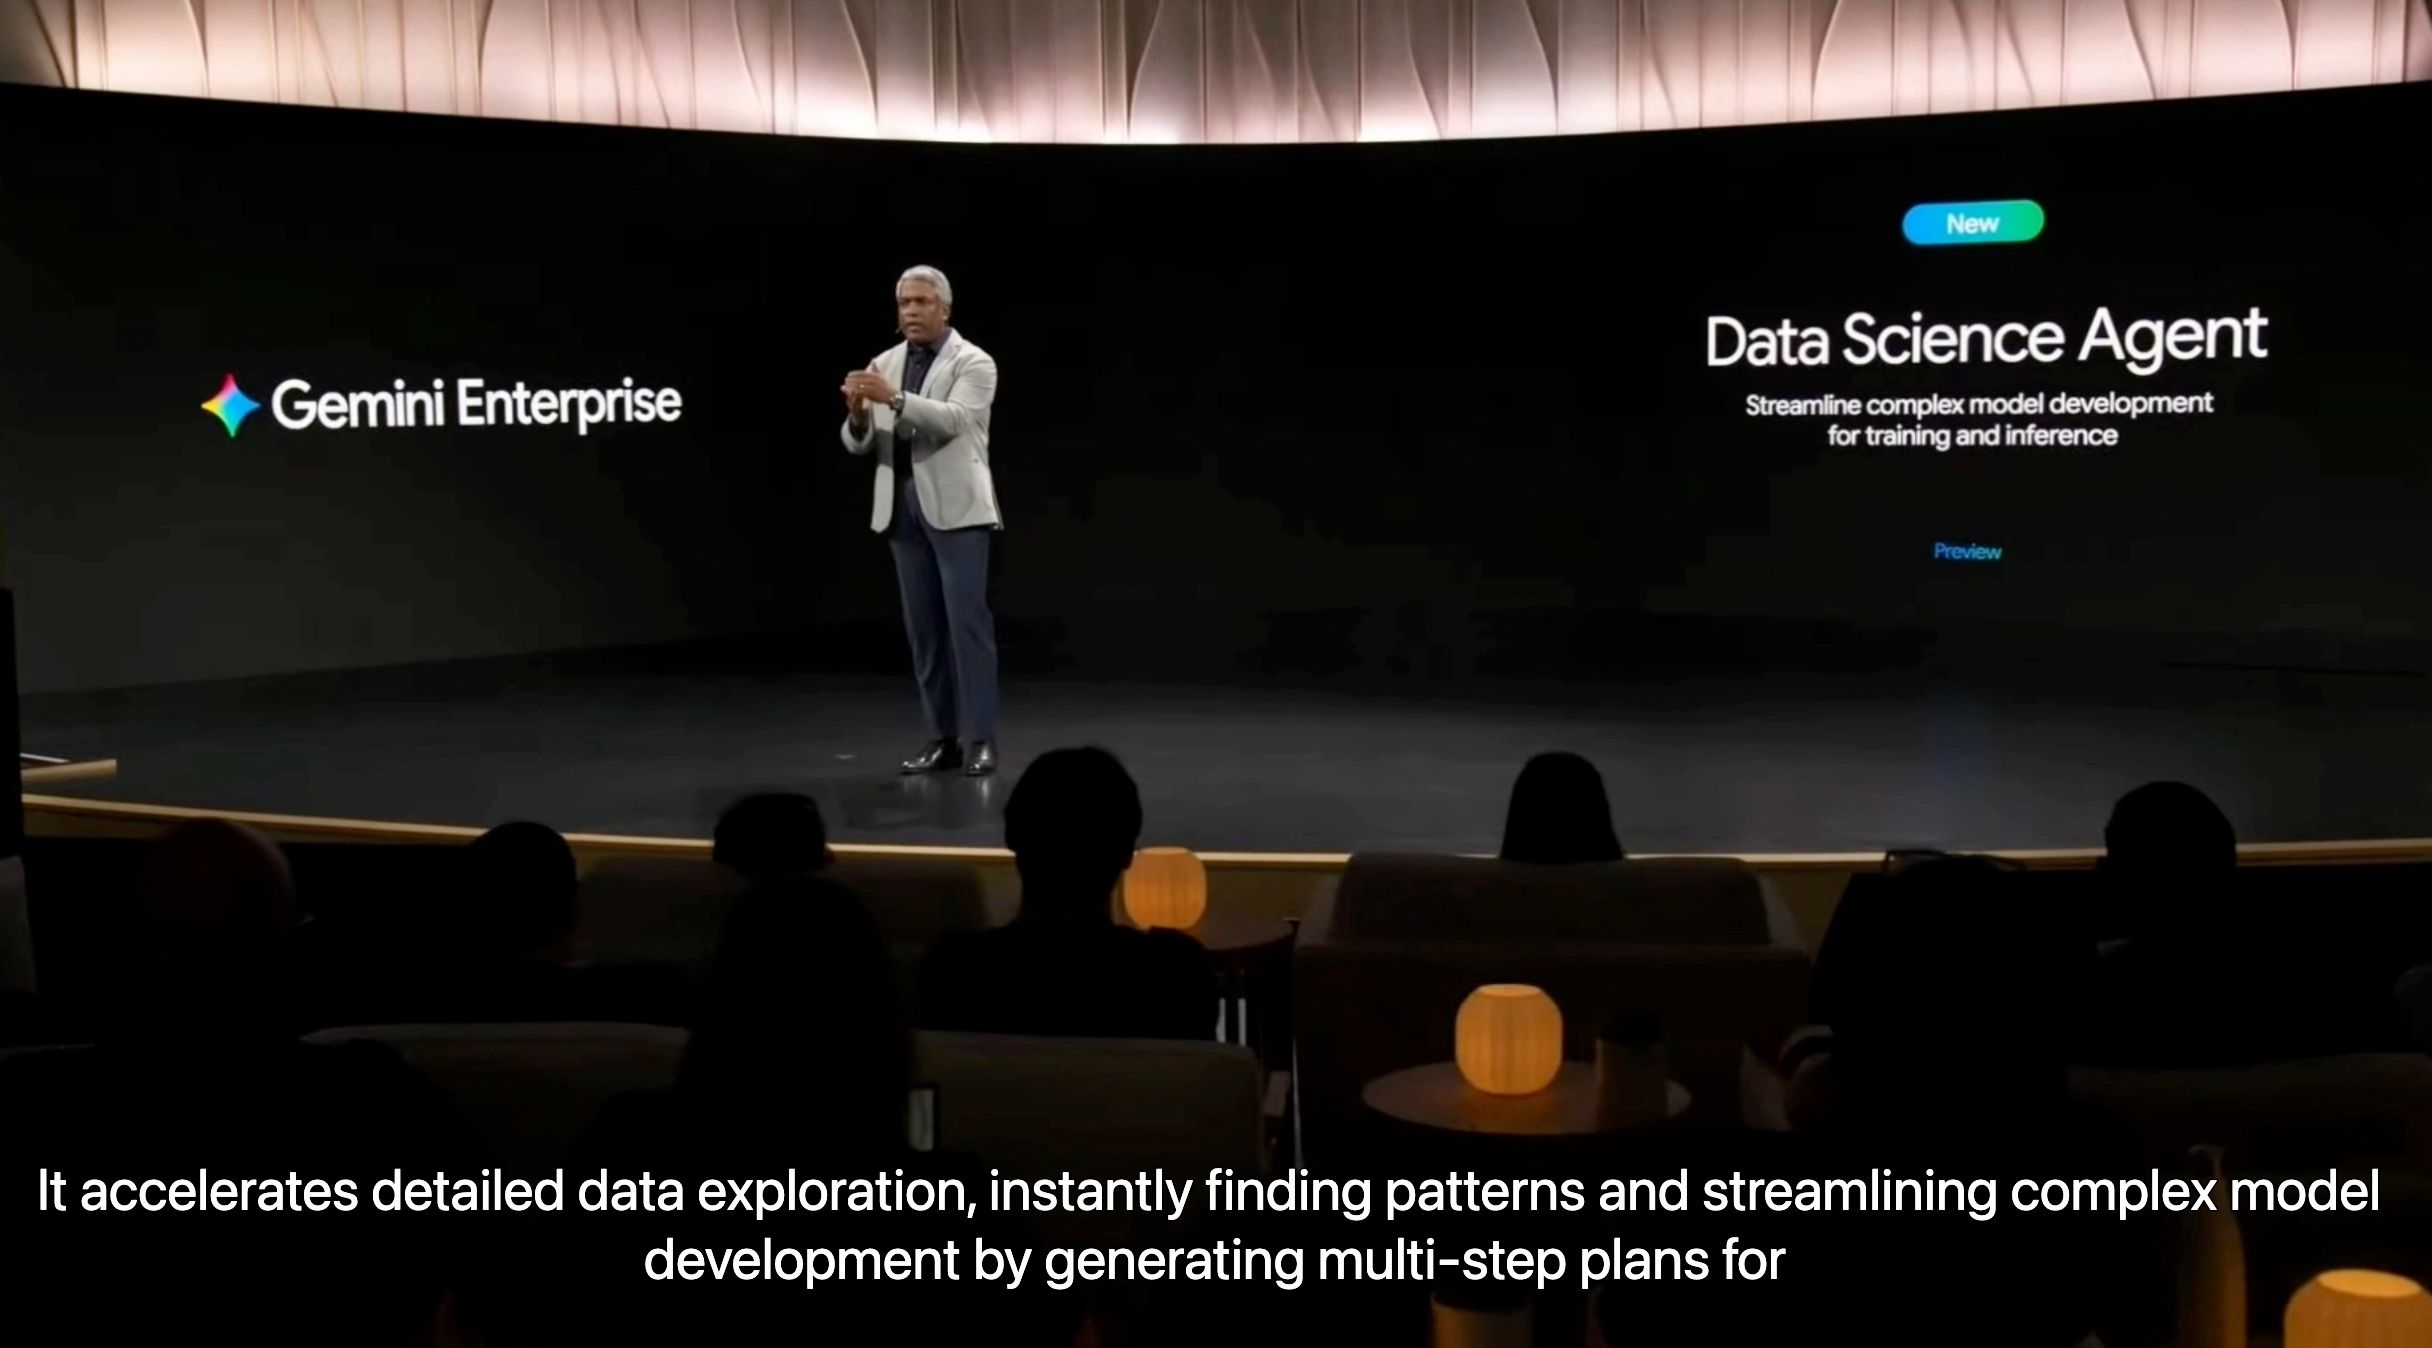 Gemini Enterprise
New
Data Science Agent
Streamline complex model development
for training and inference
Preview
It accelerates detailed data exploration, instantly finding patterns and streamlining complex model
development by generating multi-step plans for